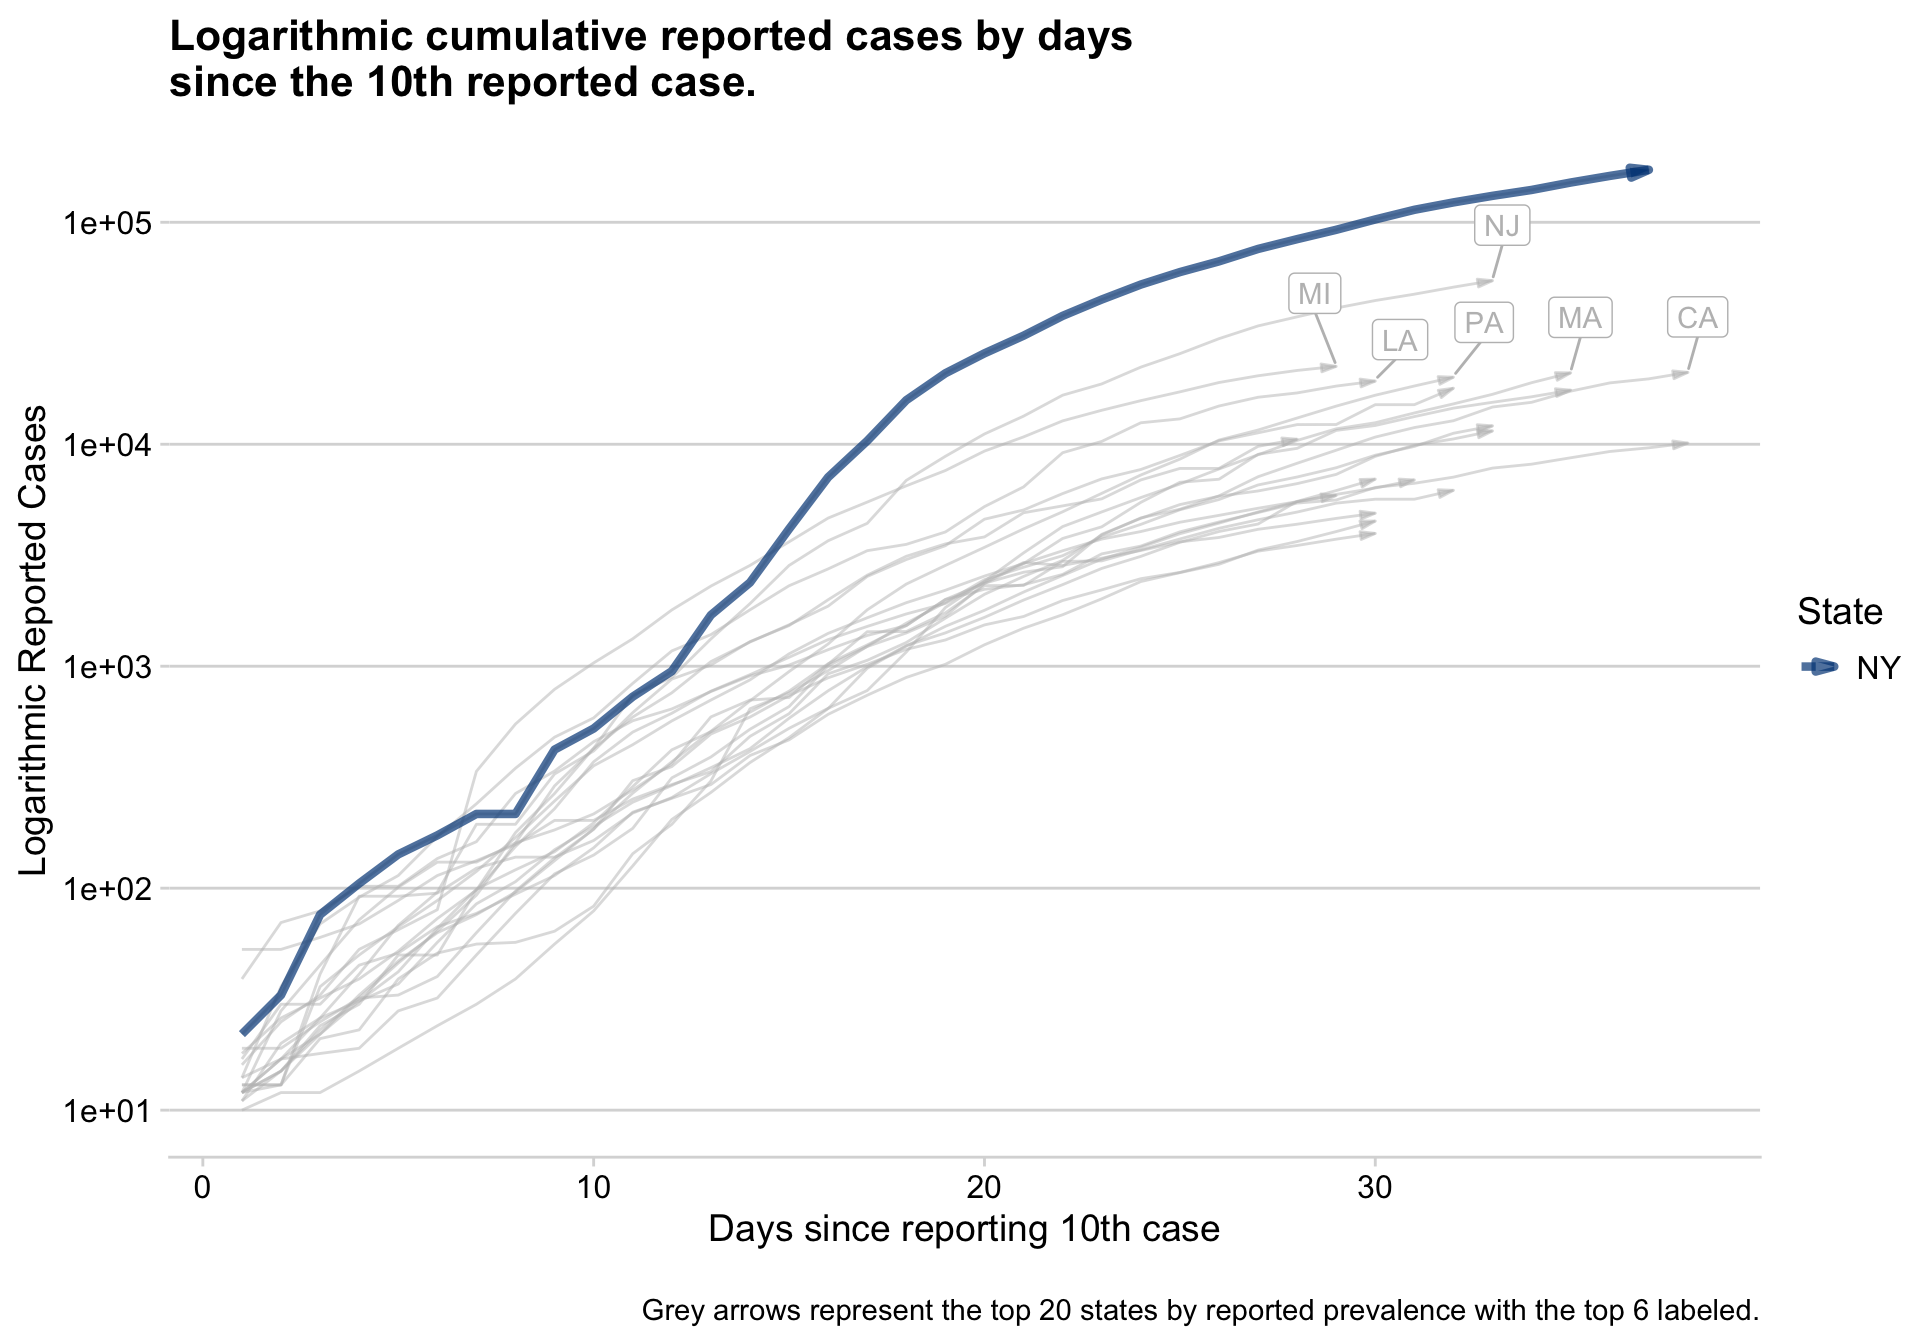 Logarithmic cumulative reported cases by days
since the 10th reported case.
Logarithmic Reported Cases
1e+05
1e+04
1e+03
1e+02
1e+01
NJ
MI
PA
MA
CA
LA
State
NY
0 10 20 30
Days since reporting 10th case
Grey arrows represent the top 20 states by reported prevalence with the top 6 labeled.